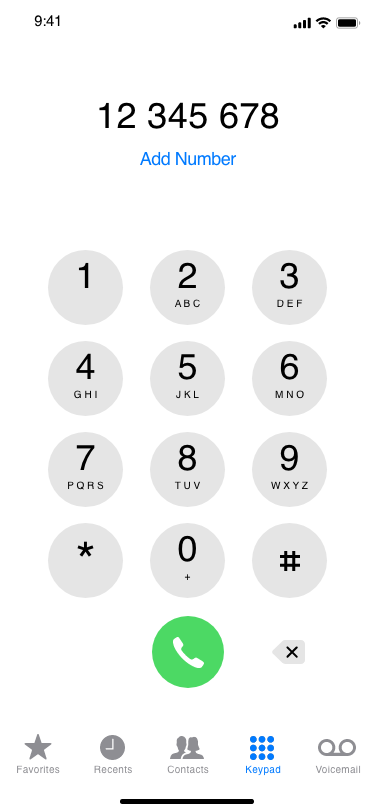 9:41
12 345 678
Add Number
1 2 3
ABC DEF
4 5 6
GHI JKL MNO
7 8 9
PQRS TUV WXYZ
* 0 #
+
Favorites Recents Contacts Keypad Voicemail